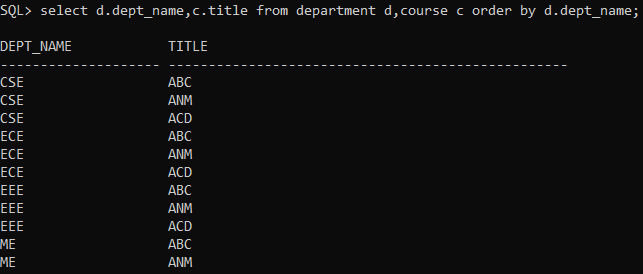 SQL> select d.dept_name,c.title from department d,course c order by d.dept_name;
DEPT_NAME            TITLE
-------------------- --------------------------------------------------
CSE                  ABC
CSE                  ANM
CSE                  ACD
ECE                  ABC
ECE                  ANM
ECE                  ACD
EEE                  ABC
EEE                  ANM
EEE                  ACD
ME                   ABC
ME                   ANM